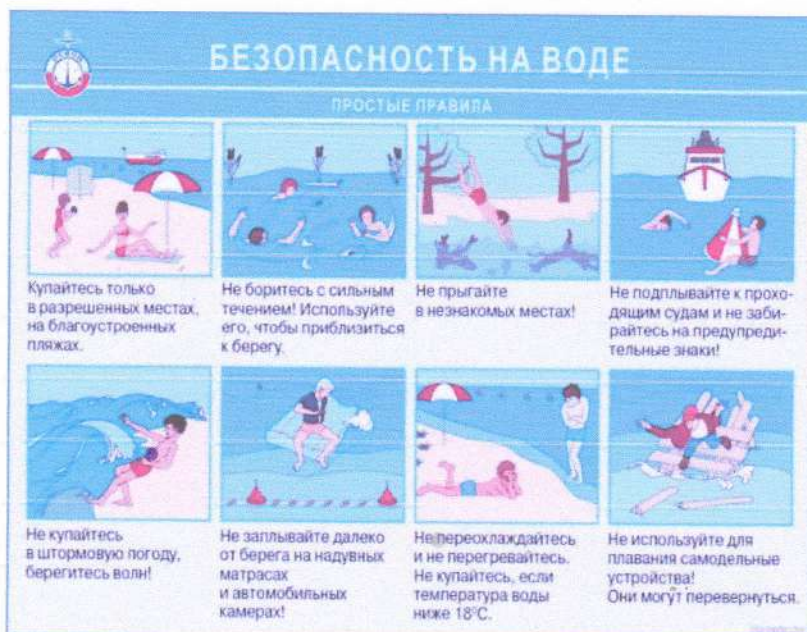 БЕЗОПАСНОСТЬ НА ВОДЕ
ПРОСТЫЕ ПРАВИЛА
Купайтесь только
в разрешенных местах,
на благоустроенных
пляжах.
Не боритесь с сильным
течением! Используйте
его, чтобы приблизиться
к берегу.
Не прыгайте
в незнакомых местах!
Не подплывайте к прохо-
дящим судам и не заби-
райтесь на предупреди-
тельные знаки!
Не купайтесь
в штормовую погоду,
берегитесь волн!
Не заплывайте далеко
от берега на надувных
матрасах
и автомобильных
камерах!
Не переохлаждайтесь
и не перегревайтесь.
Не купайтесь, если
температура воды
ниже 18°C.
Не используйте для
плавания самодельные
устройства!
Они могут перевернуться.